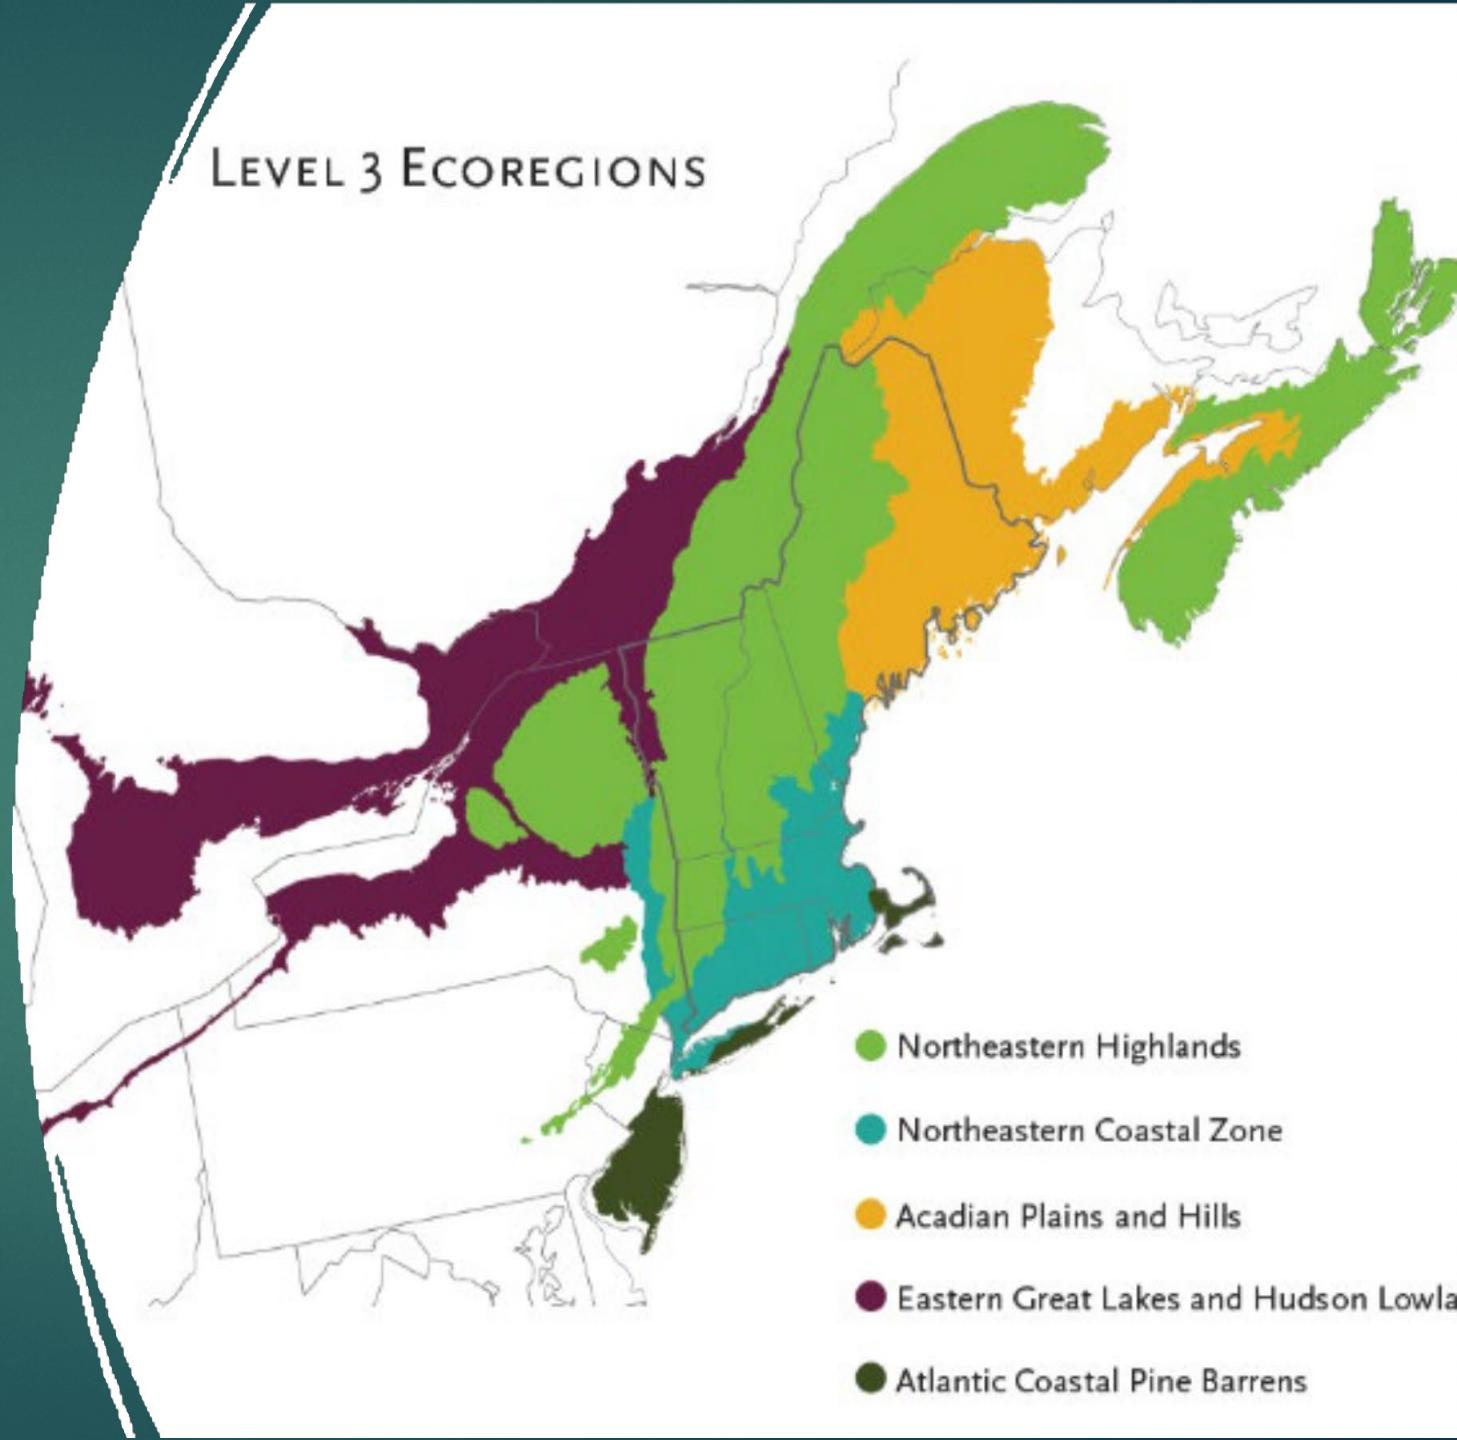 LEVEL 3 ECOREGIONS
Northeastern Highlands
Northeastern Coastal Zone
Acadian Plains and Hills
Eastern Great Lakes and Hudson Lowla
Atlantic Coastal Pine Barrens